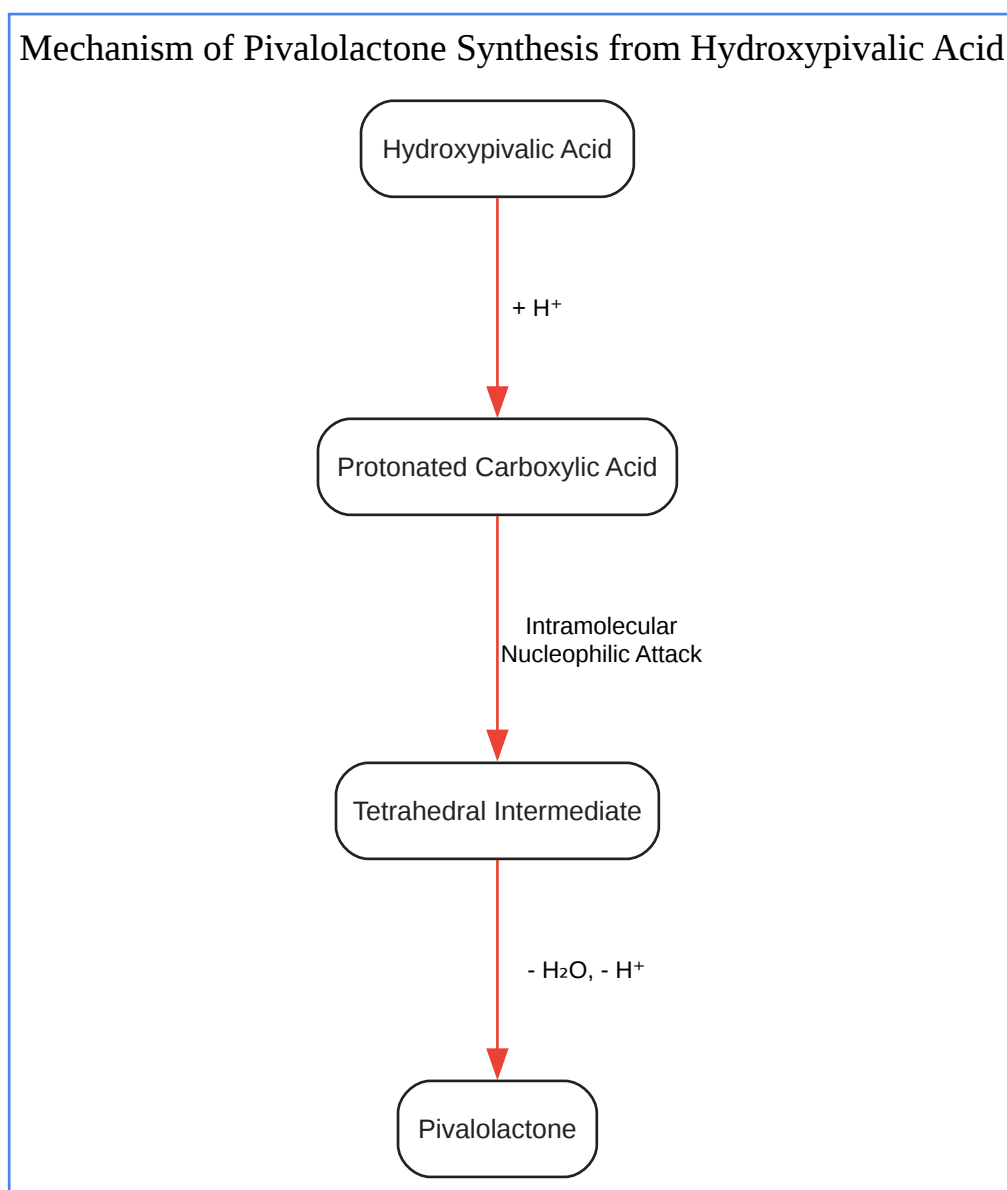 Mechanism of Pivalolactone Synthesis from Hydroxypivalic Acid
Hydroxypivalic Acid
+ H⁺
Protonated Carboxylic Acid
Intramolecular
Nucleophilic Attack
Tetrahedral Intermediate
- H₂O, - H⁺
Pivalolactone